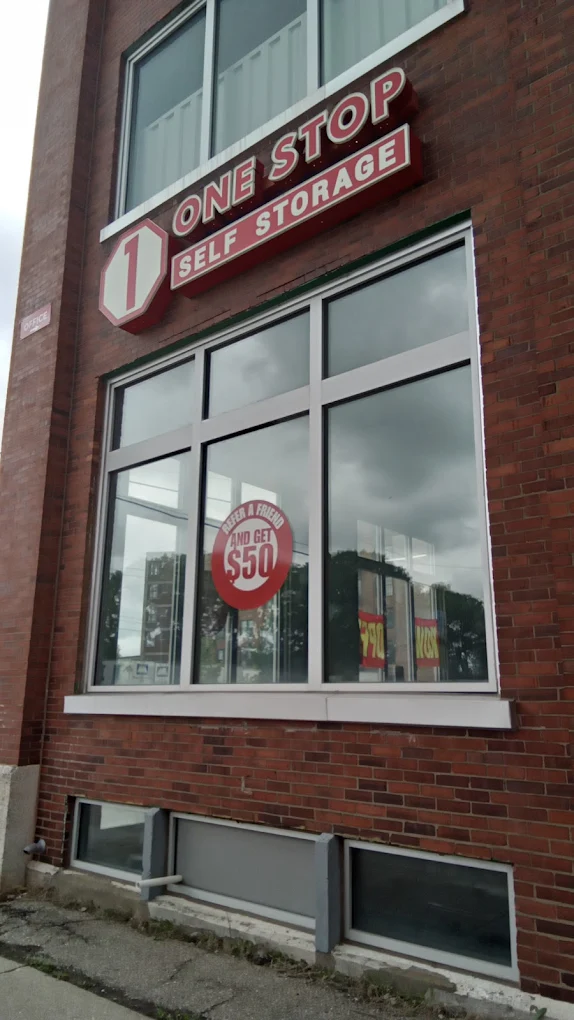 1
ONE STOP
SELF STORAGE
OFFICE
REFER A FRIEND
AND GET
$50